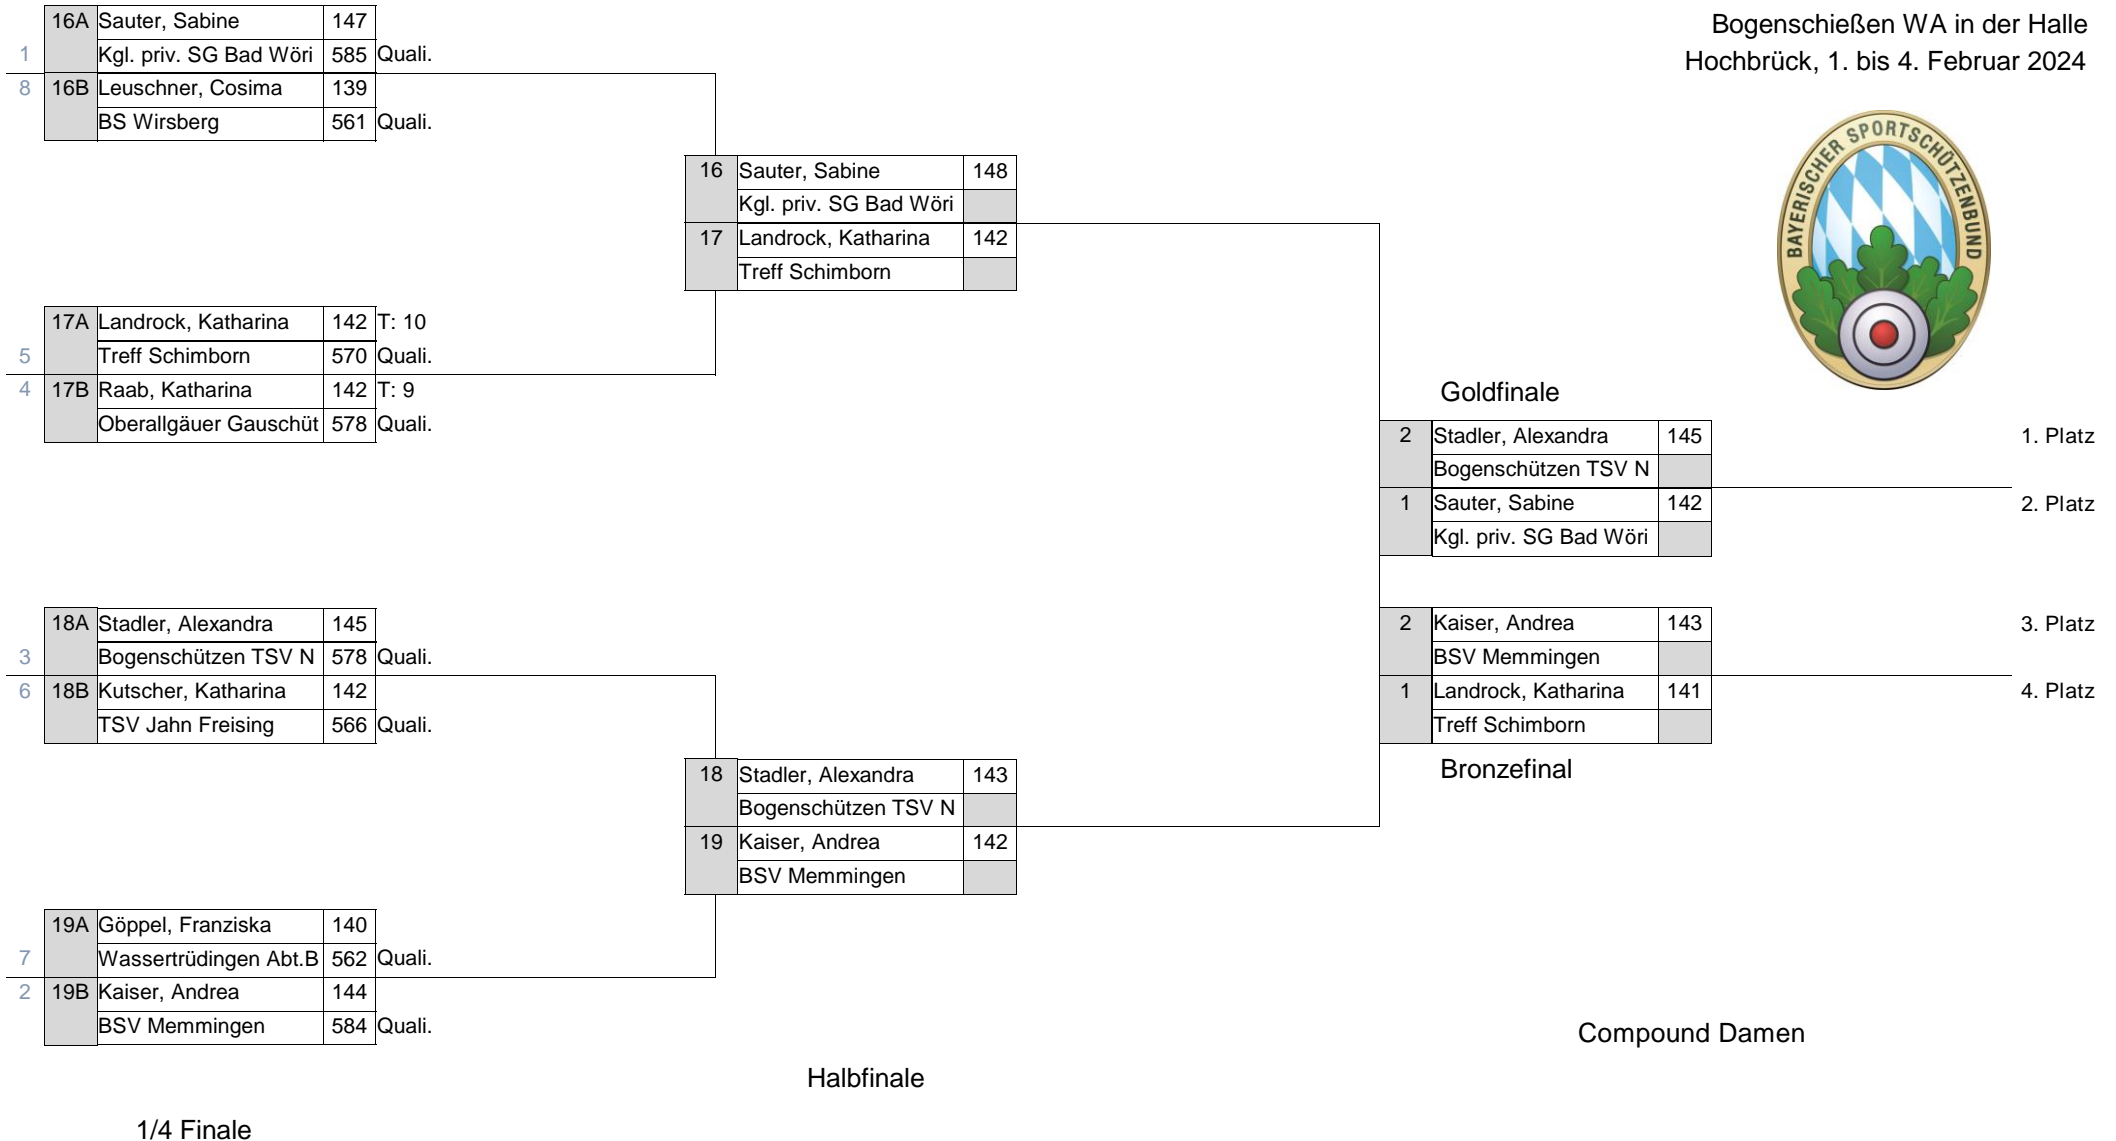 Bogenschießen WA in der Halle
Hochbrück, 1. bis 4. Februar 2024
BAYERISCHER SPORTSCHÜTZENBUND
16A Sauter, Sabine 147
1 Kgl. priv. SG Bad Wöri 585 Quali.
8 16B Leuschner, Cosima 139
BS Wirsberg 561 Quali.
17A Landrock, Katharina 142 T: 10
5 Treff Schimborn 570 Quali.
4 17B Raab, Katharina 142 T: 9
Oberallgäuer Gauschüt 578 Quali.
18A Stadler, Alexandra 145
3 Bogenschützen TSV N 578 Quali.
6 18B Kutscher, Katharina 142
TSV Jahn Freising 566 Quali.
19A Göppel, Franziska 140
7 Wassertrüdingen Abt.B 562 Quali.
2 19B Kaiser, Andrea 144
BSV Memmingen 584 Quali.
1/4 Finale
16 Sauter, Sabine 148
Kgl. priv. SG Bad Wöri
17 Landrock, Katharina 142
Treff Schimborn
18 Stadler, Alexandra 143
Bogenschützen TSV N
19 Kaiser, Andrea 142
BSV Memmingen
Halbfinale
Goldfinale
2 Stadler, Alexandra 145 1. Platz
Bogenschützen TSV N
1 Sauter, Sabine 142 2. Platz
Kgl. priv. SG Bad Wöri
2 Kaiser, Andrea 143 3. Platz
BSV Memmingen
1 Landrock, Katharina 141 4. Platz
Treff Schimborn
Bronzefinal
Compound Damen